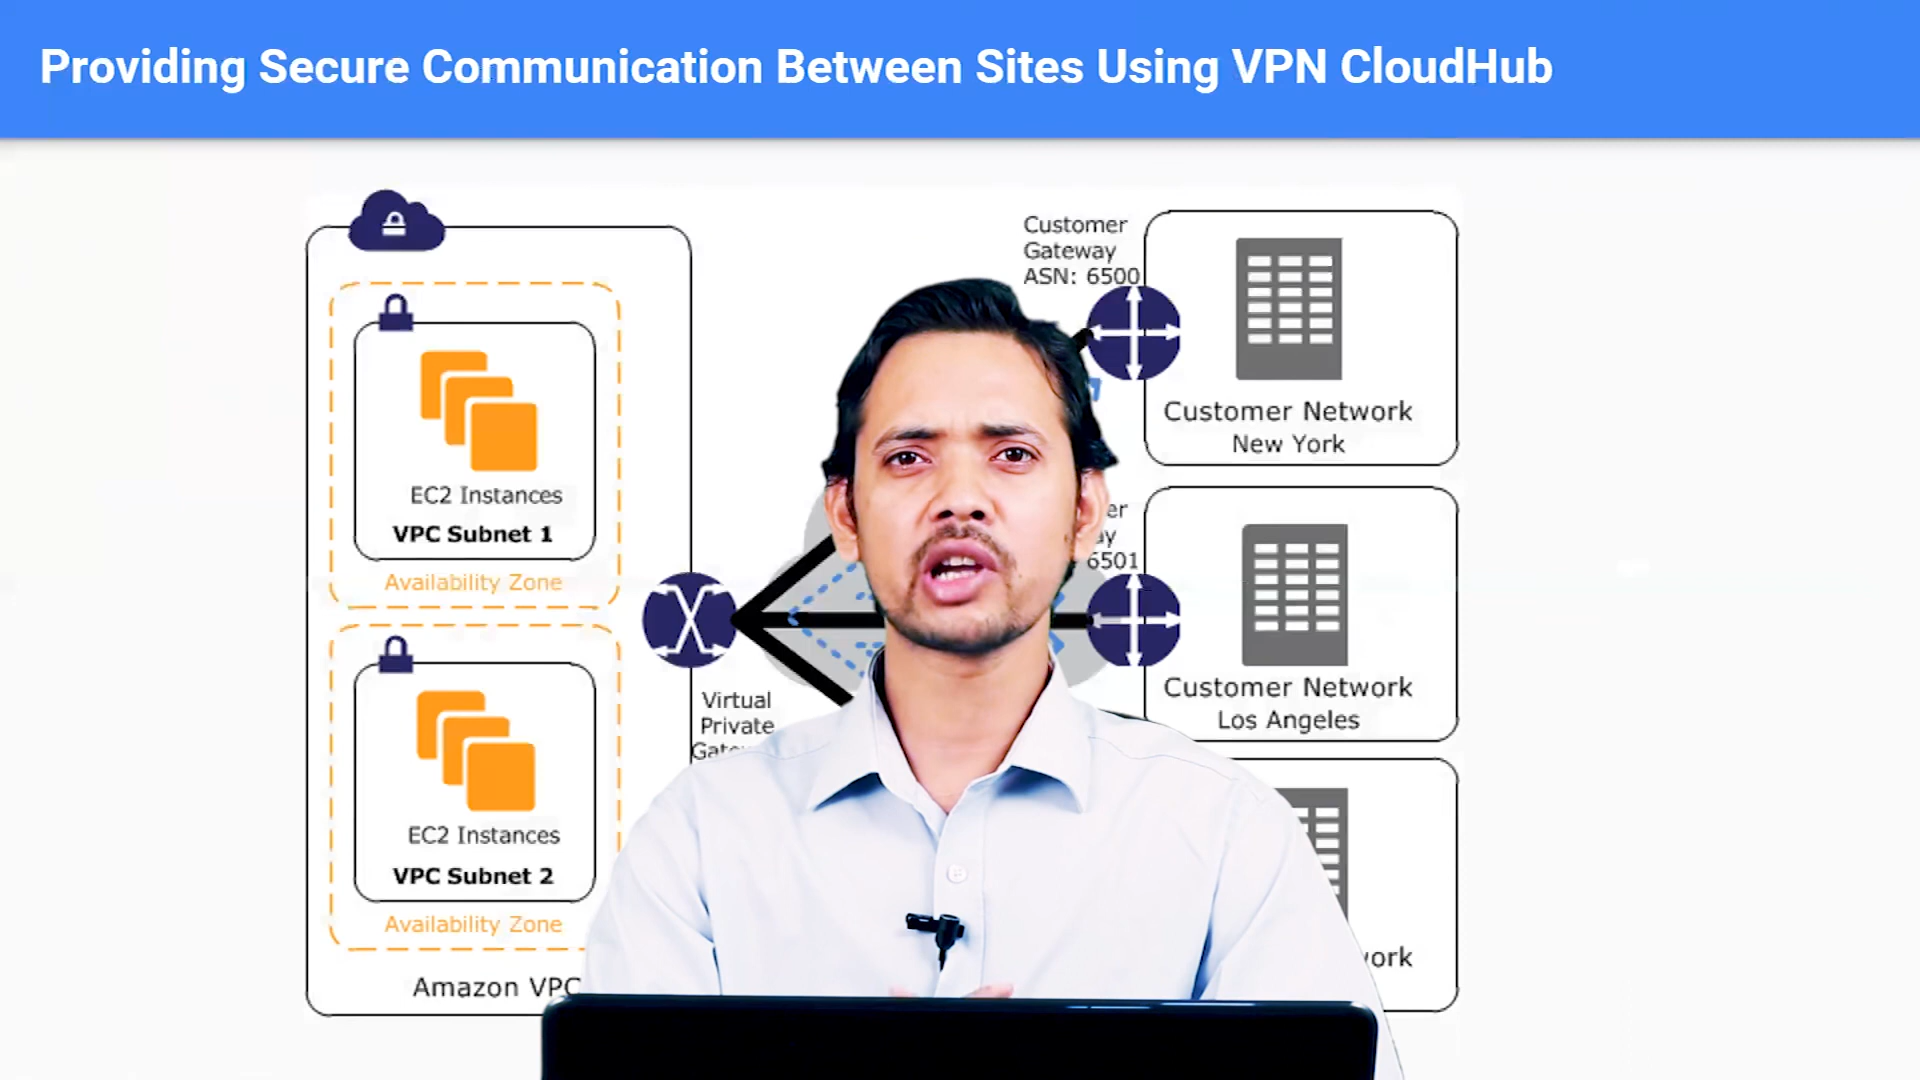 Providing Secure Communication Between Sites Using VPN CloudHub
EC2 Instances
VPC Subnet 1
Availability Zone
EC2 Instances
VPC Subnet 2
Availability Zone
Amazon VPC
Virtual
Private
Customer
Gateway
ASN: 6500
Customer Network
New York
6501
Customer Network
Los Angeles